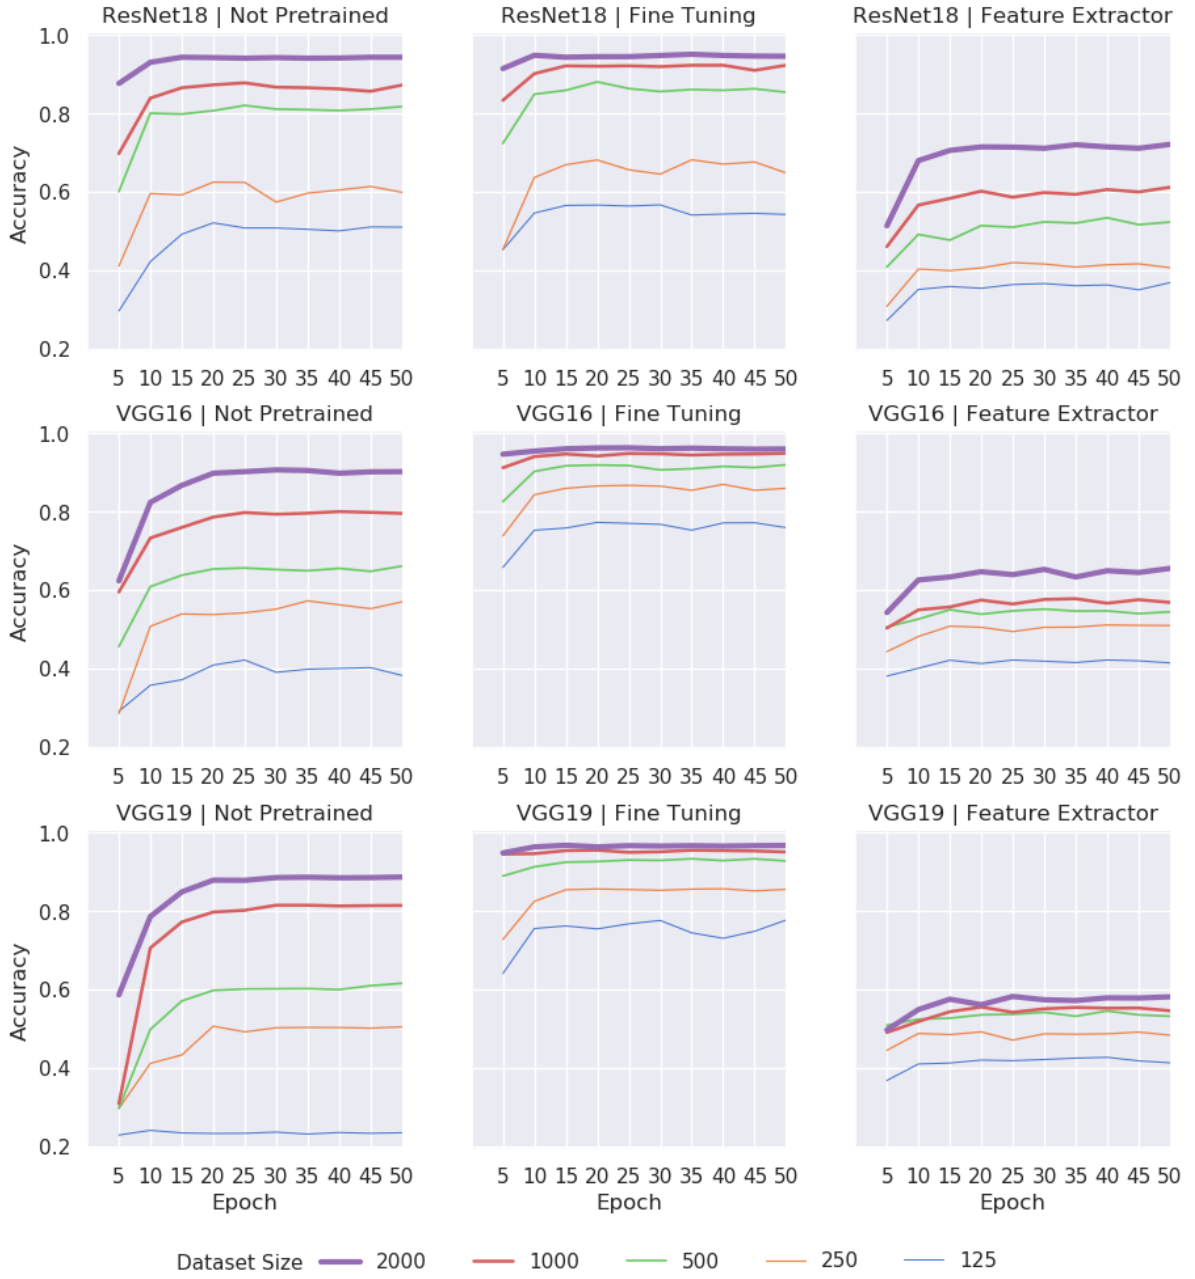 ResNet18 | Not Pretrained
ResNet18 | Fine Tuning
ResNet18 | Feature Extractor
Accuracy
1.0
0.8
0.6
0.4
0.2
5 10 15 20 25 30 35 40 45 50
5 10 15 20 25 30 35 40 45 50
5 10 15 20 25 30 35 40 45 50
VGG16 | Not Pretrained
VGG16 | Fine Tuning
VGG16 | Feature Extractor
Accuracy
1.0
0.8
0.6
0.4
0.2
5 10 15 20 25 30 35 40 45 50
5 10 15 20 25 30 35 40 45 50
5 10 15 20 25 30 35 40 45 50
VGG19 | Not Pretrained
VGG19 | Fine Tuning
VGG19 | Feature Extractor
Accuracy
1.0
0.8
0.6
0.4
0.2
5 10 15 20 25 30 35 40 45 50
5 10 15 20 25 30 35 40 45 50
5 10 15 20 25 30 35 40 45 50
Epoch
Epoch
Epoch
Dataset Size 2000 1000 500 250 125